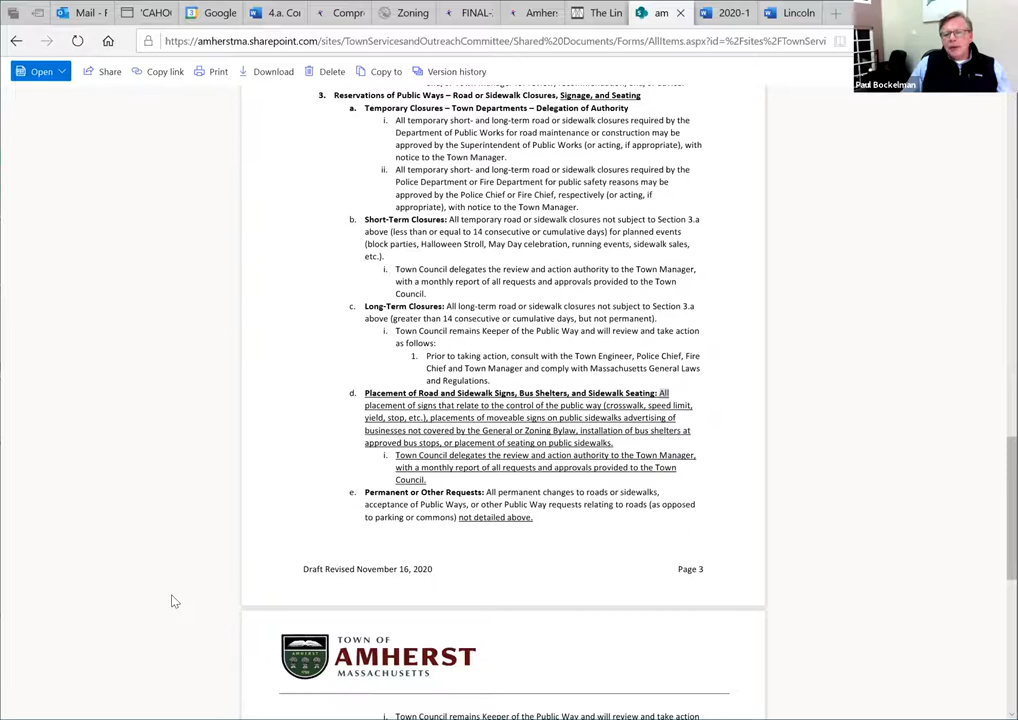 Mail - F
'CAHO
Google
4.a. Cor
Compre
Zoning
FINAL-
Amhers
The Lin
am
2020-1
Lincoln
https://amherstma.sharepoint.com/sites/TownServicesandOutreachCommittee/Shared%20Documents/Forms/AllItems.aspx?id=%2Fsites%2FTownServi
Open
Share
Copy link
Print
Download
Delete
Copy to
Version history
Paul Bockelman
3. Reservations of Public Ways – Road or Sidewalk Closures, Signage, and Seating
a. Temporary Closures – Town Departments – Delegation of Authority
i. All temporary short- and long-term road or sidewalk closures required by the
Department of Public Works for road maintenance or construction may be
approved by the Superintendent of Public Works (or acting, if appropriate), with
notice to the Town Manager.
ii. All temporary short- and long-term road or sidewalk closures required by the
Police Department or Fire Department for public safety reasons may be
approved by the Police Chief or Fire Chief, respectively (or acting, if
appropriate), with notice to the Town Manager.
b. Short-Term Closures: All temporary road or sidewalk closures not subject to Section 3.a
above (less than or equal to 14 consecutive or cumulative days) for planned events
(block parties, Halloween Stroll, May Day celebration, running events, sidewalk sales,
etc.).
i. Town Council delegates the review and action authority to the Town Manager,
with a monthly report of all requests and approvals provided to the Town
Council.
c. Long-Term Closures: All long-term road or sidewalk closures not subject to Section 3.a
above (greater than 14 consecutive or cumulative days, but not permanent).
i. Town Council remains Keeper of the Public Way and will review and take action
as follows:
1. Prior to taking action, consult with the Town Engineer, Police Chief, Fire
Chief and Town Manager and comply with Massachusetts General Laws
and Regulations.
d. Placement of Road and Sidewalk Signs, Bus Shelters, and Sidewalk Seating: All
placement of signs that relate to the control of the public way (crosswalk, speed limit,
yield, stop, etc.), placements of moveable signs on public sidewalks advertising of
businesses not covered by the General or Zoning Bylaw, installation of bus shelters at
approved bus stops, or placement of seating on public sidewalks.
i. Town Council delegates the review and action authority to the Town Manager,
with a monthly report of all requests and approvals provided to the Town
Council.
e. Permanent or Other Requests: All permanent changes to roads or sidewalks,
acceptance of Public Ways, or other Public Way requests relating to roads (as opposed
to parking or commons) not detailed above.
Draft Revised November 16, 2020
Page 3
TOWN OF
AMHERST
MASSACHUSETTS
i. Town Council remains Keeper of the Public Way and will review and take action